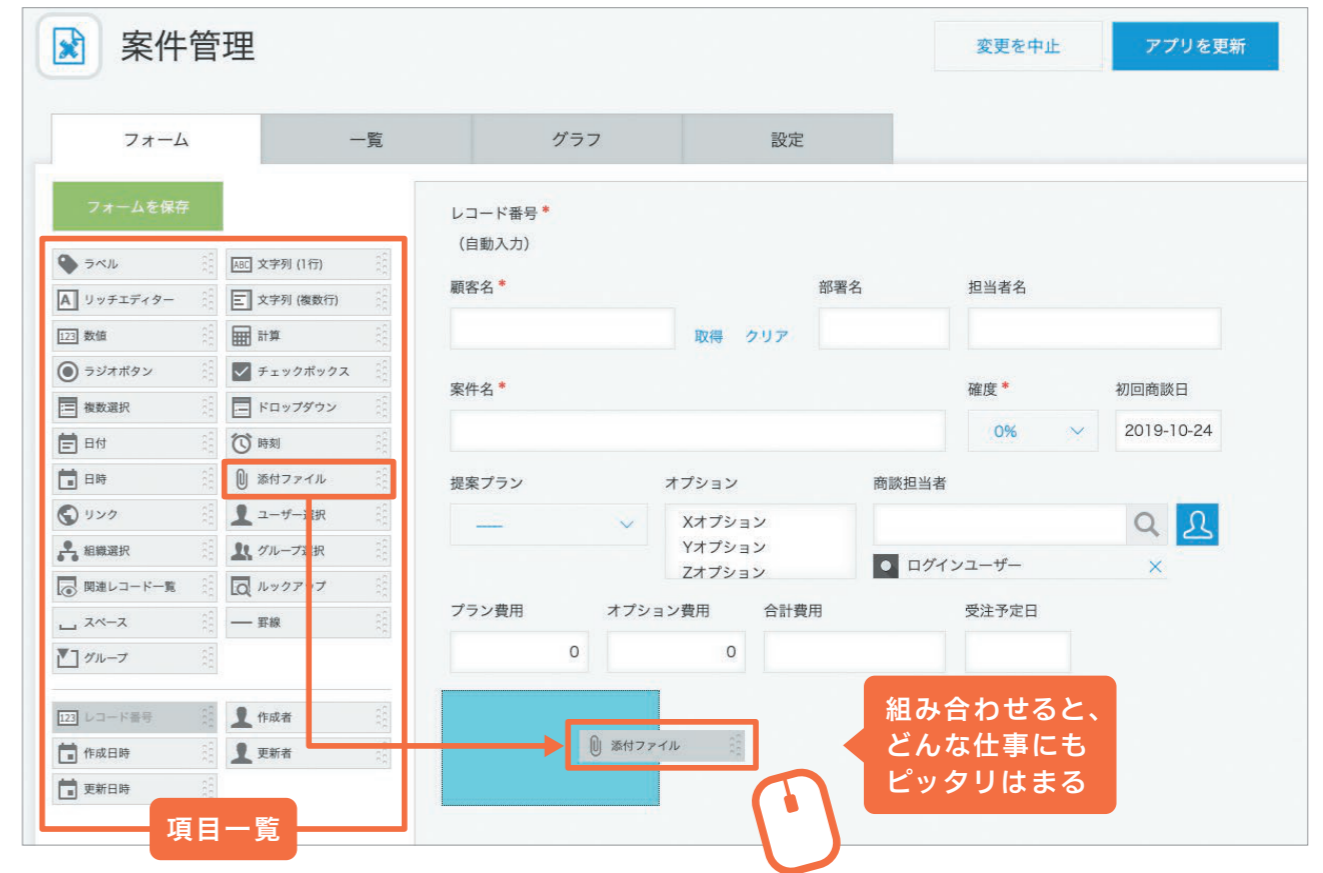 案件管理
変更を中止
アプリを更新
フォーム
一覧
グラフ
設定
フォームを保存
ラベル
ABC 文字列 (1行)
A リッチエディター
文字列 (複数行)
123 数値
計算
ラジオボタン
チェックボックス
複数選択
ドロップダウン
日付
時刻
日時
添付ファイル
リンク
ユーザー選択
組織選択
グループ選択
関連レコード一覧
ルックアップ
スペース
罫線
グループ
123 レコード番号
作成者
作成日時
更新者
更新日時
項目一覧
レコード番号 *
(自動入力)
顧客名 *
部署名
担当者名
取得 クリア
案件名 *
確度 *
初回商談日
0%
2019-10-24
提案プラン
オプション
商談担当者
Xオプション
Yオプション
Zオプション
ログインユーザー
プラン費用
オプション費用
合計費用
受注予定日
0
0
添付ファイル
組み合わせると、
どんな仕事にも
ピッタリはまる